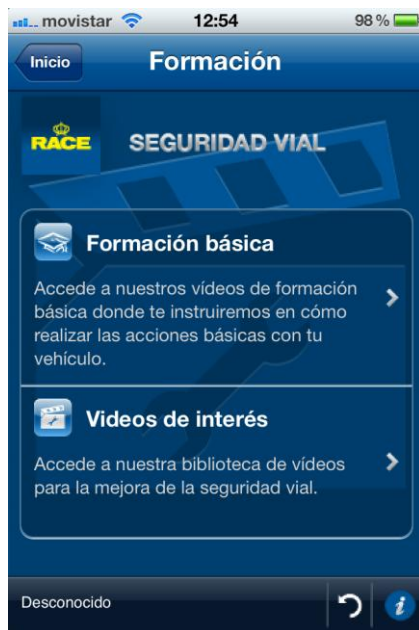 movistar 12:54 98 %
Inicio Formación
RACE SEGURIDAD VIAL
Formación básica
Accede a nuestros vídeos de formación
básica donde te instruiremos en cómo
realizar las acciones básicas con tu
vehículo.
Videos de interés
Accede a nuestra biblioteca de vídeos
para la mejora de la seguridad vial.
Desconocido i